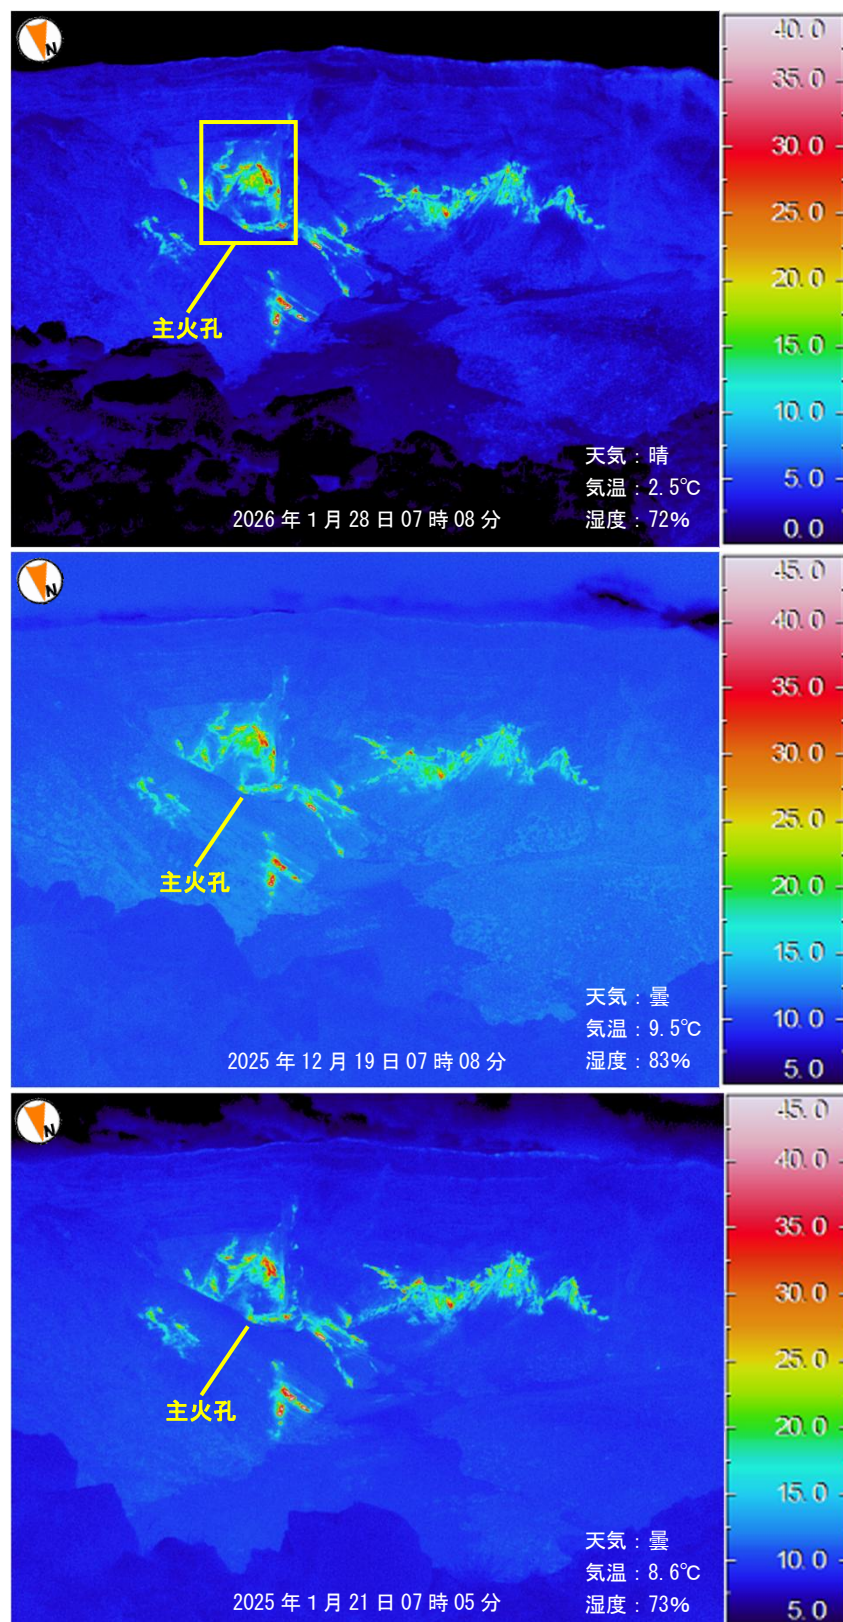 N
40.0
35.0
30.0
25.0
20.0
15.0
10.0
5.0
0.0
主火孔
天気：晴
気温：2.5℃
湿度：72%
2026年1月28日07時08分
N
45.0
40.0
35.0
30.0
25.0
20.0
15.0
10.0
5.0
主火孔
天気：曇
気温：9.5℃
湿度：83%
2025年12月19日07時08分
N
45.0
40.0
35.0
30.0
25.0
20.0
15.0
10.0
5.0
主火孔
天気：曇
気温：8.6℃
湿度：73%
2025年1月21日07時05分